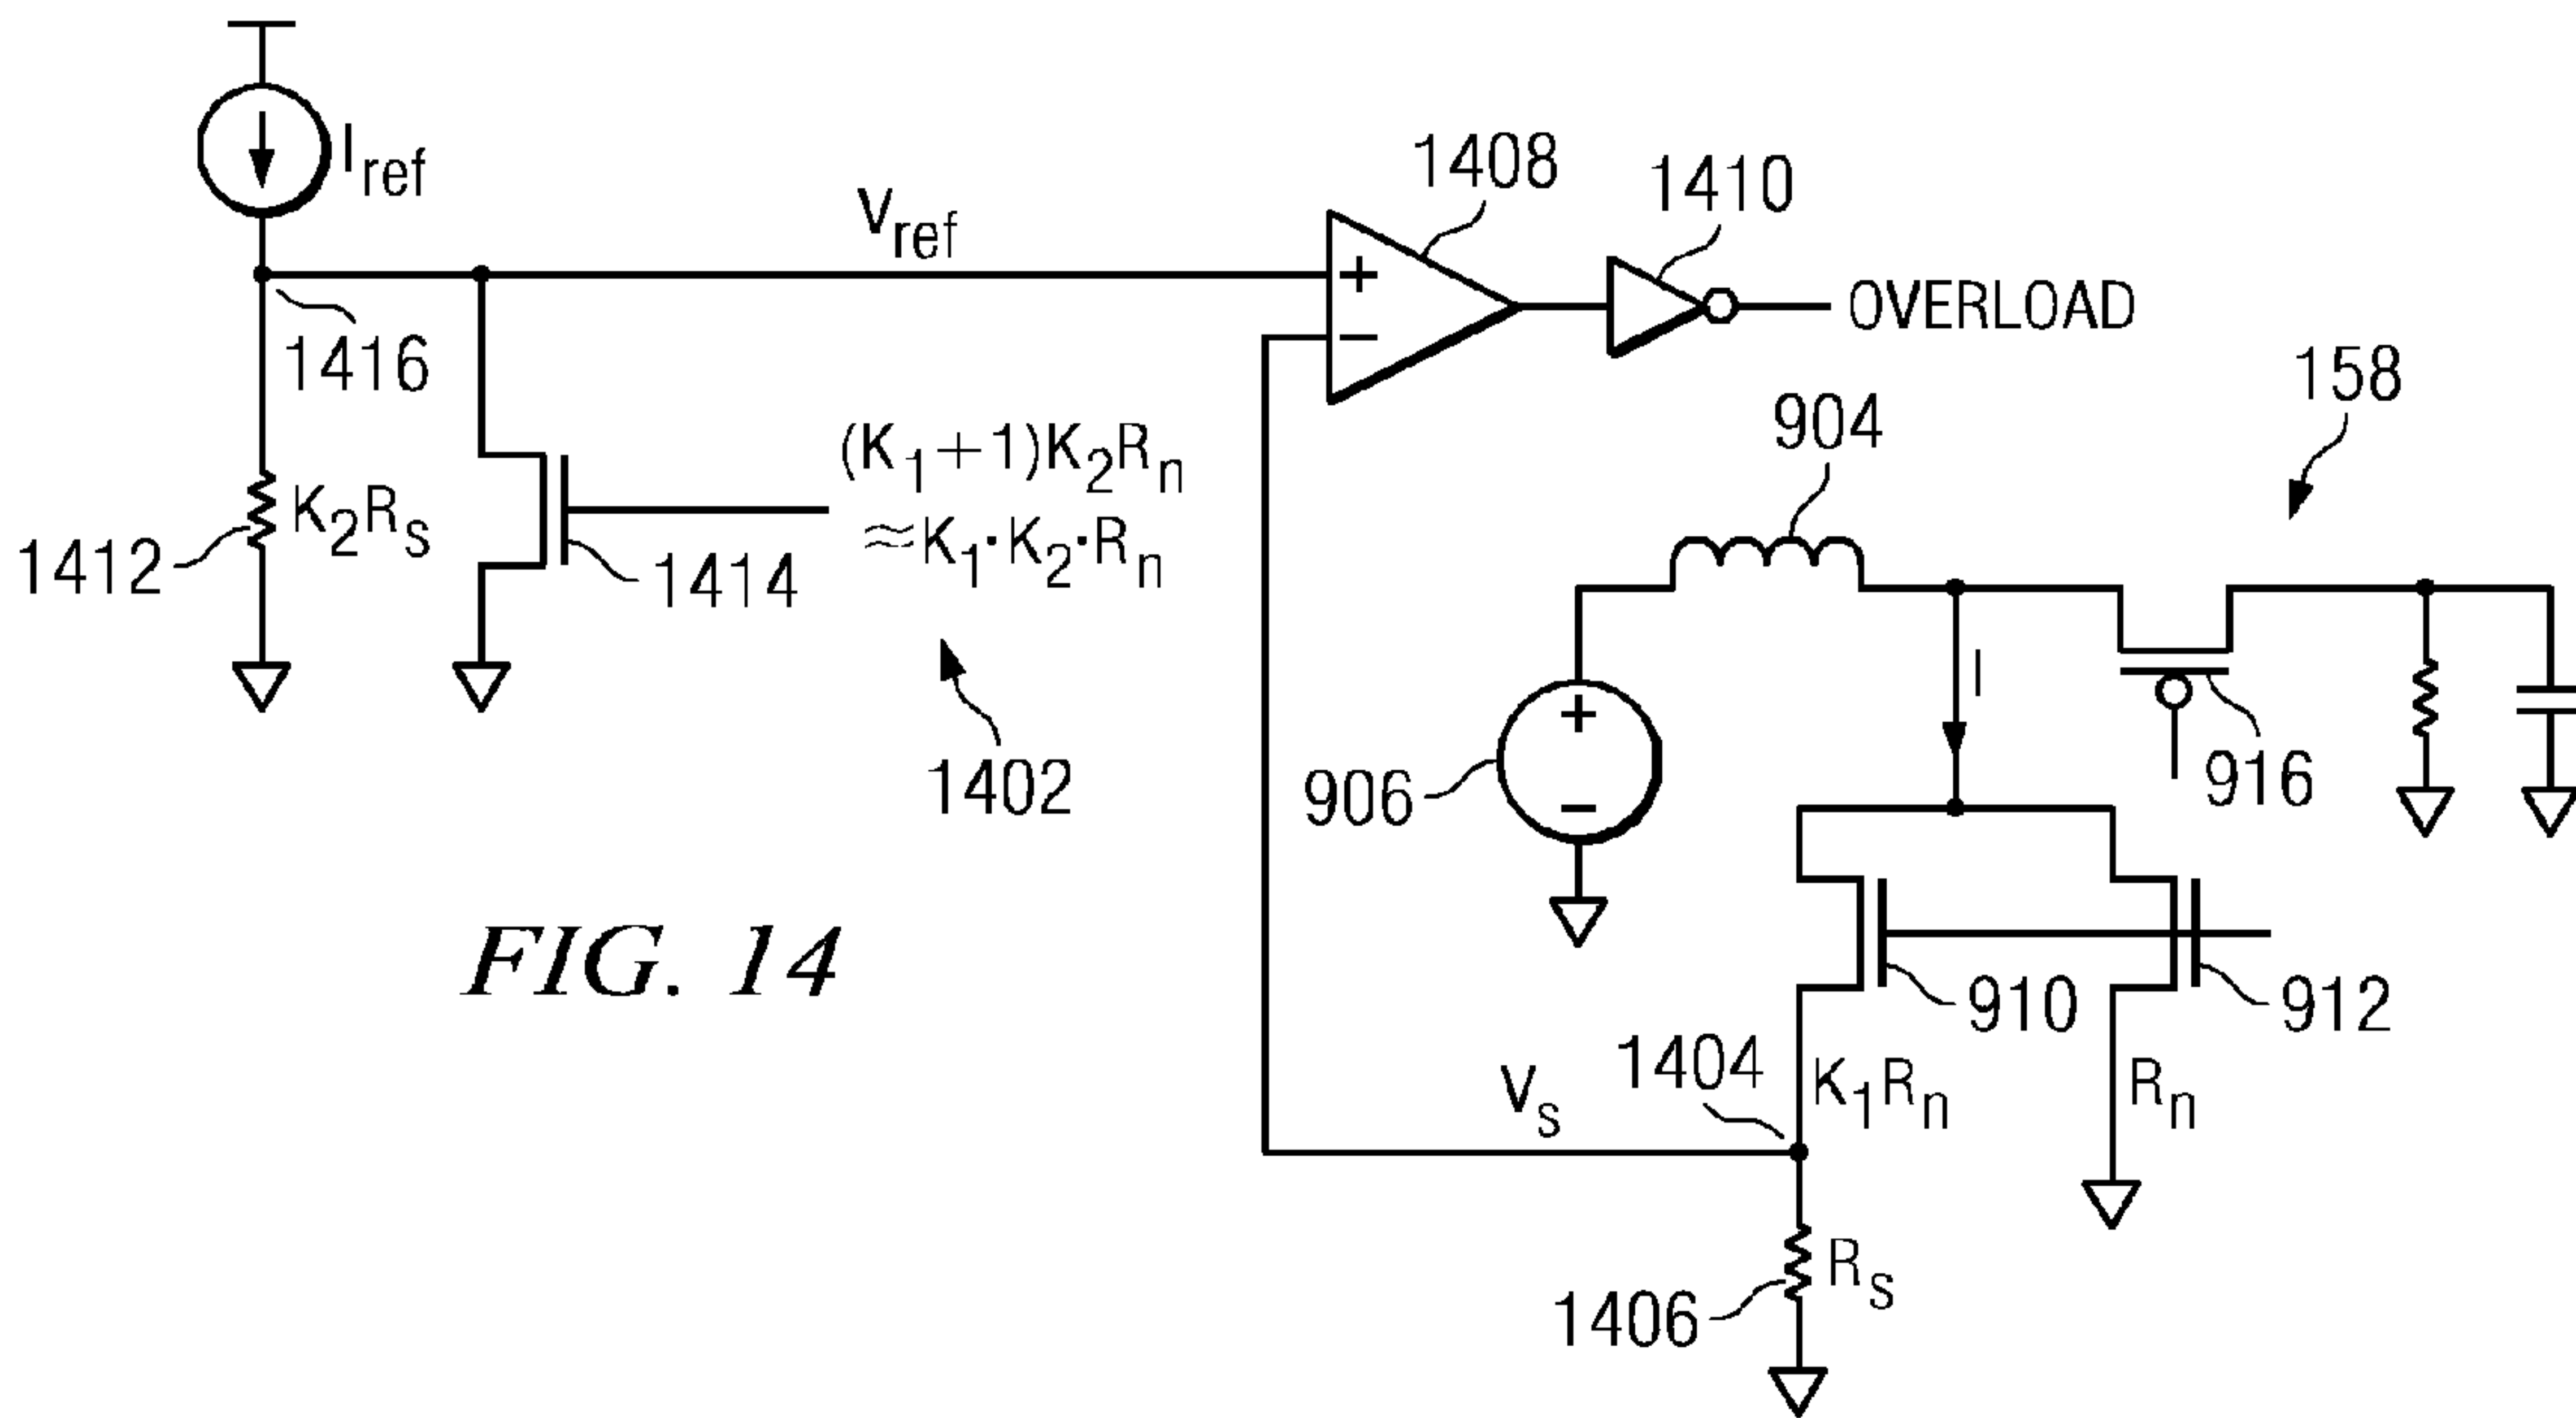 I_ref
V_ref
1408
1410
+
−
OVERLOAD
1416
158
904
K_2R_s
(K_1+1)K_2R_n
≈K_1·K_2·R_n
1412
1414
I
1402
906
+
−
916
FIG. 14
910
912
1404
V_s
K_1R_n
R_n
R_s
1406